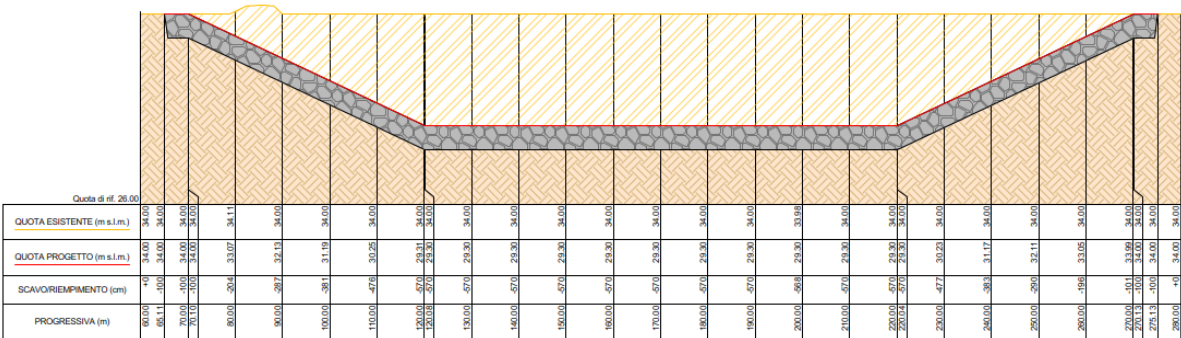 Quota di rif. 26.00
QUOTA ESISTENTE (m s.l.m.) 34.00 34.00 34.00 34.00 34.11 34.00 34.00 34.00 34.00 34.00 34.00 34.00 34.00 34.00 34.00 34.00 34.00 33.98 34.00 34.00 34.00 34.00 34.00 34.00 34.00 34.00 34.00 34.00 34.00
QUOTA PROGETTO (m s.l.m.) 34.00 34.00 34.00 34.00 33.07 32.13 31.19 30.25 29.31 29.30 29.30 29.30 29.30 29.30 29.30 29.30 29.30 29.30 29.30 29.30 29.30 30.23 31.17 32.11 33.05 33.99 34.00 34.00 34.00
SCAVO/RIEMPIMENTO (cm) +0 -100 -100 -100 -204 -287 -381 -476 -570 -570 -570 -570 -570 -570 -570 -570 -570 -568 -570 -570 -570 -477 -383 -290 -196 -101 -100 -100 +0
PROGRESSIVA (m) 60.00 65.11 70.00 70.10 80.00 90.00 100.00 110.00 120.00 120.08 130.00 140.00 150.00 160.00 170.00 180.00 190.00 200.00 210.00 220.00 220.04 230.00 240.00 250.00 260.00 270.00 270.13 275.13 280.00